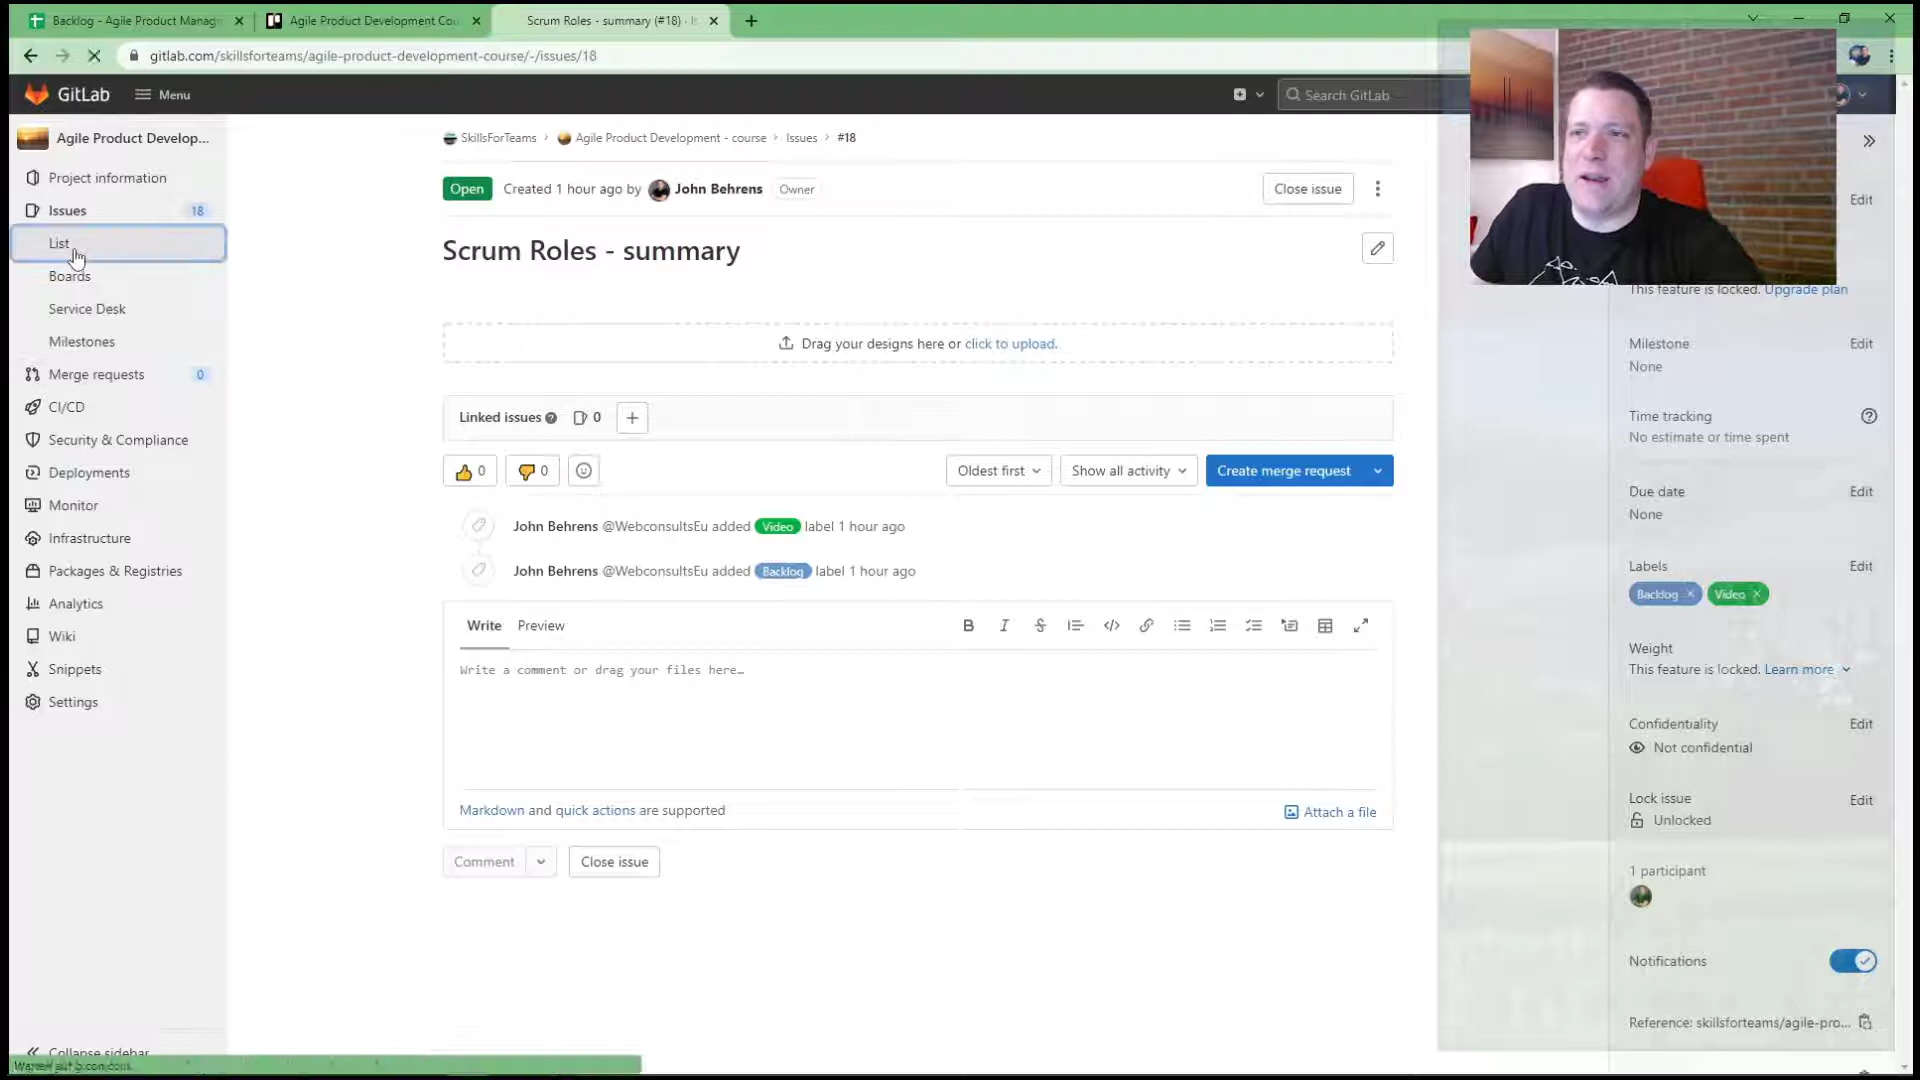 Backlog - Agile Product Manag
Agile Product Development Cou
Scrum Roles - summary (#18) · Is
gitlab.com/skillsforteams/agile-product-development-course/-/issues/18
GitLab
Menu
Search GitLab
Agile Product Develop...
SkillsForTeams › Agile Product Development - course › Issues › #18
Project information
Issues 18
List
Boards
Service Desk
Milestones
Merge requests 0
CI/CD
Security & Compliance
Deployments
Monitor
Infrastructure
Packages & Registries
Analytics
Wiki
Snippets
Settings
Collapse sidebar
Open Created 1 hour ago by John Behrens Owner
Close issue
Scrum Roles - summary
Drag your designs here or click to upload.
Linked issues 0
0 0
Oldest first Show all activity Create merge request
John Behrens @WebconsultsEu added Video label 1 hour ago
John Behrens @WebconsultsEu added Backlog label 1 hour ago
Write Preview
Write a comment or drag your files here…
Markdown and quick actions are supported
Attach a file
Comment Close issue
Edit
This feature is locked. Upgrade plan
Milestone Edit
None
Time tracking
No estimate or time spent
Due date Edit
None
Labels Edit
Backlog Video
Weight
This feature is locked. Learn more
Confidentiality Edit
Not confidential
Lock issue Edit
Unlocked
1 participant
Notifications
Reference: skillsforteams/agile-pro...